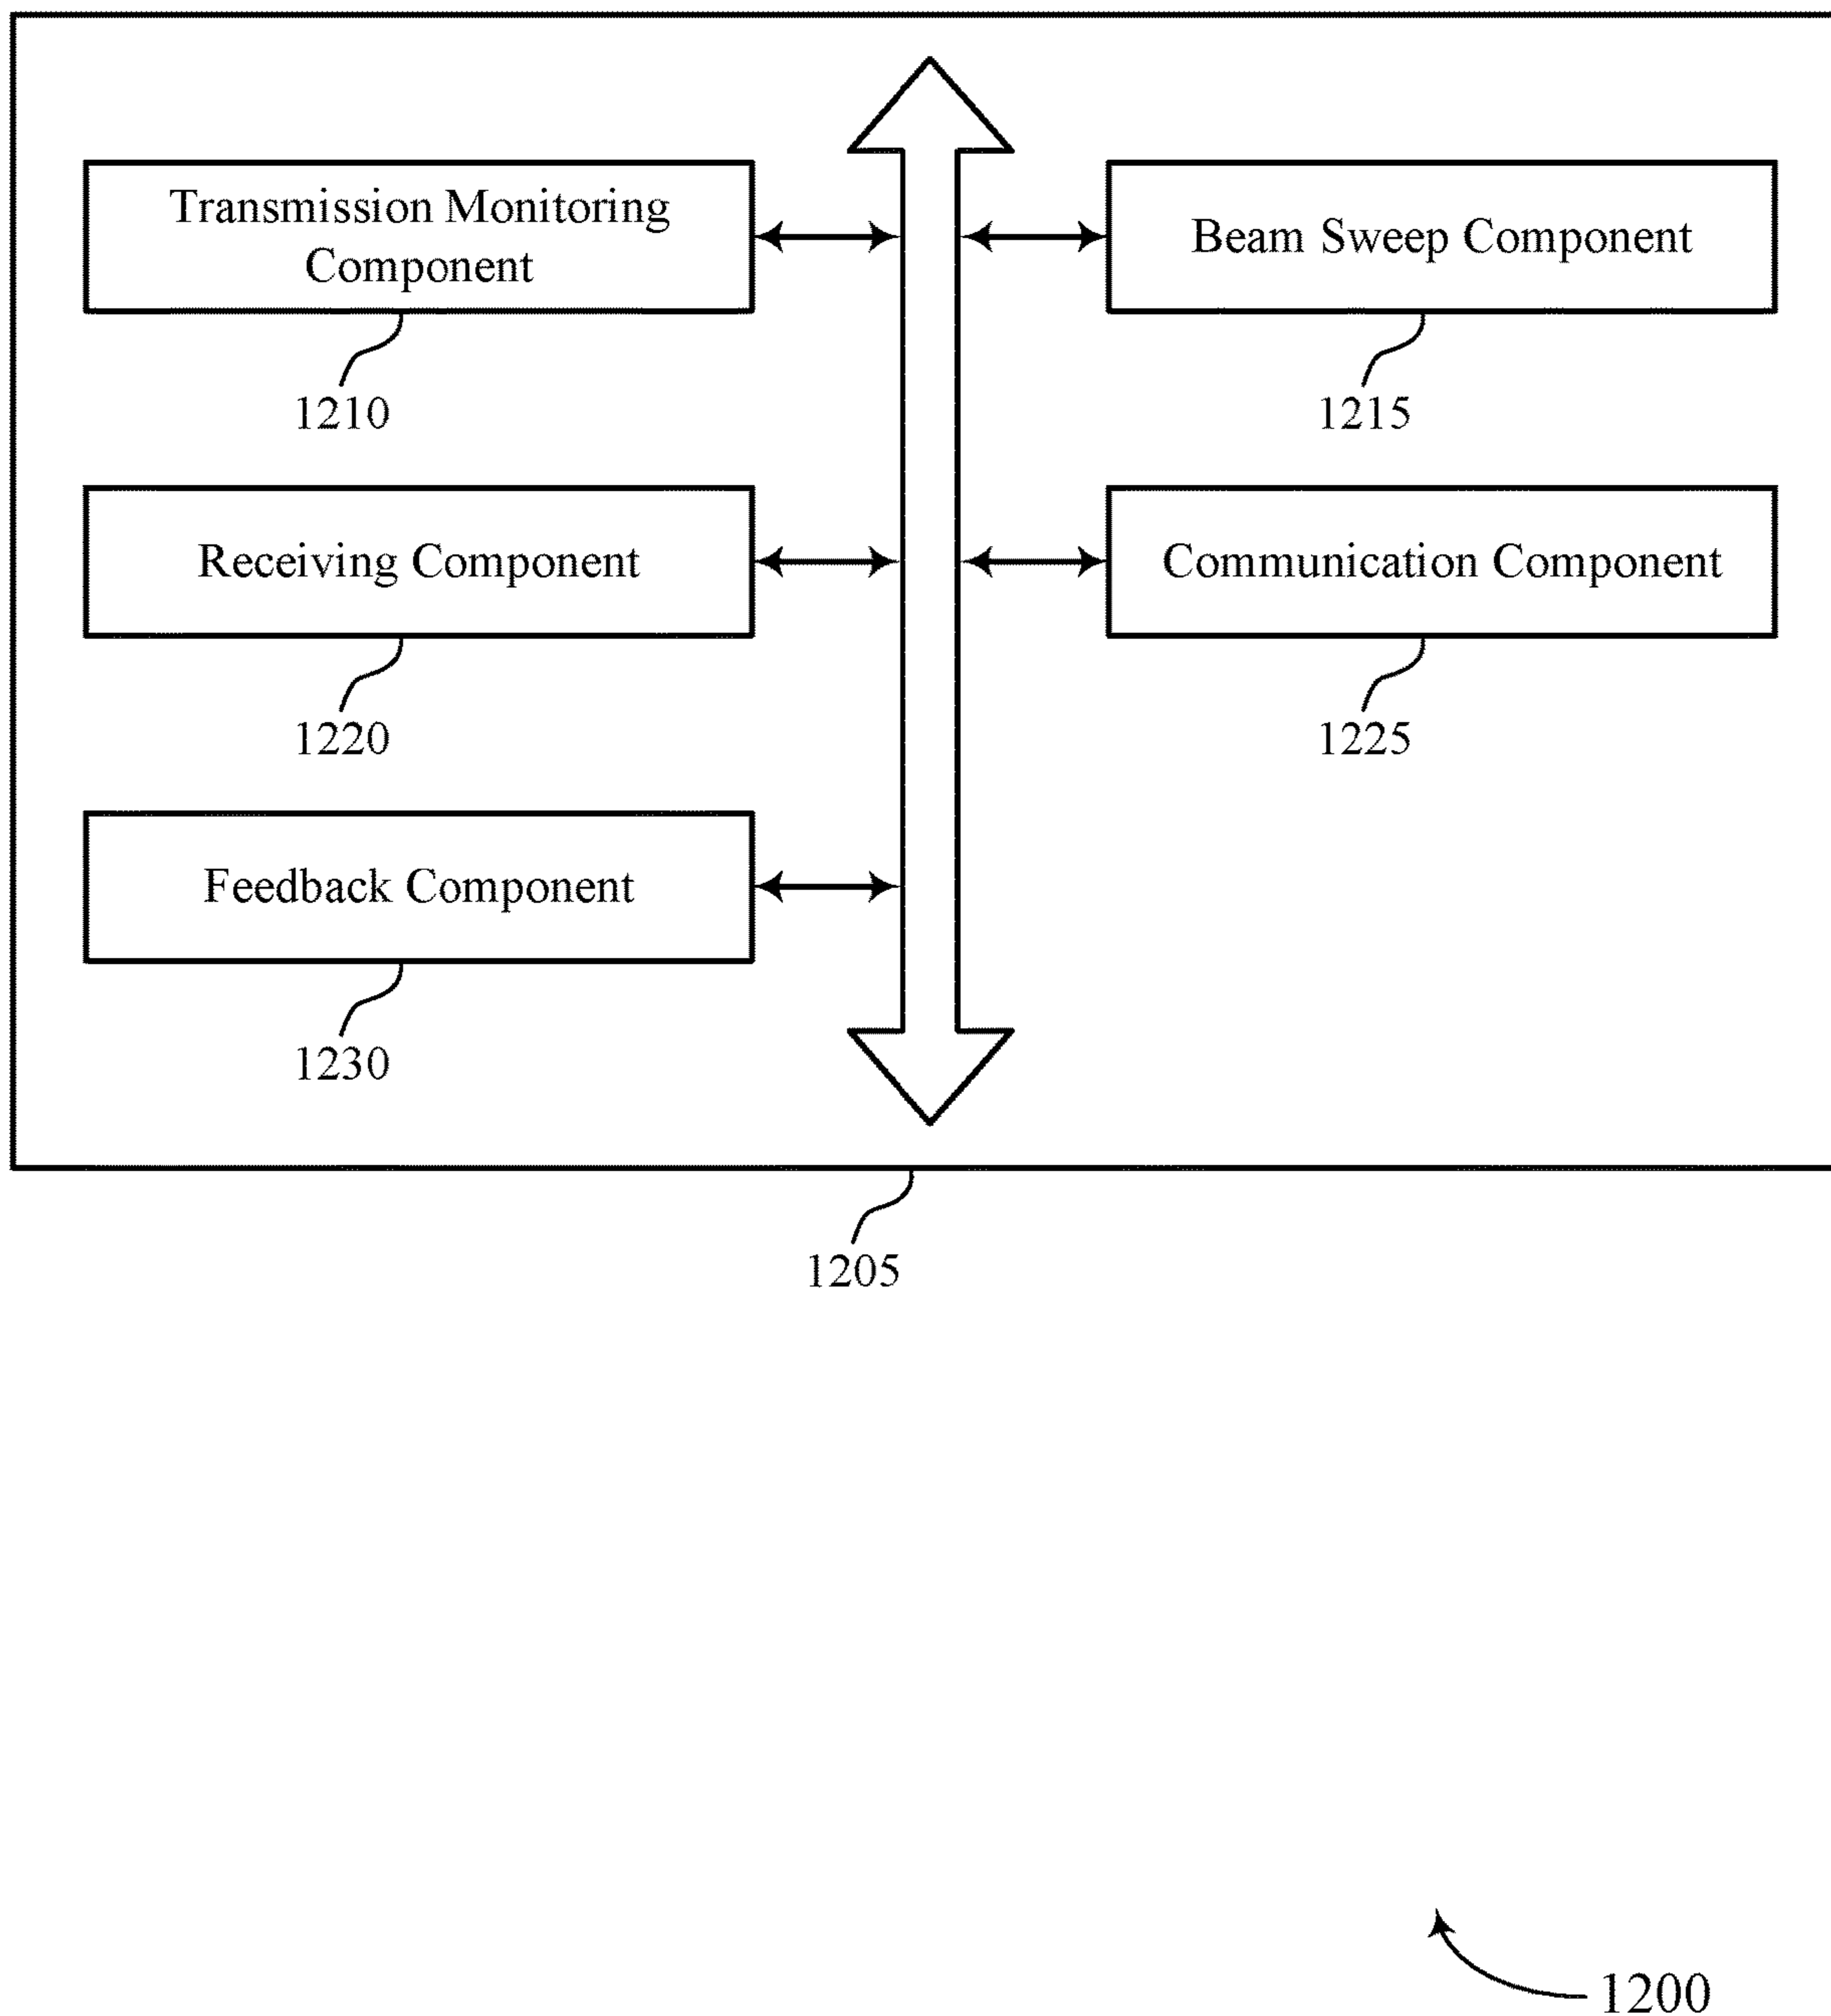 Transmission Monitoring
Component
1210
Beam Sweep Component
1215
Receiving Component
1220
Communication Component
1225
Feedback Component
1230
1205
1200